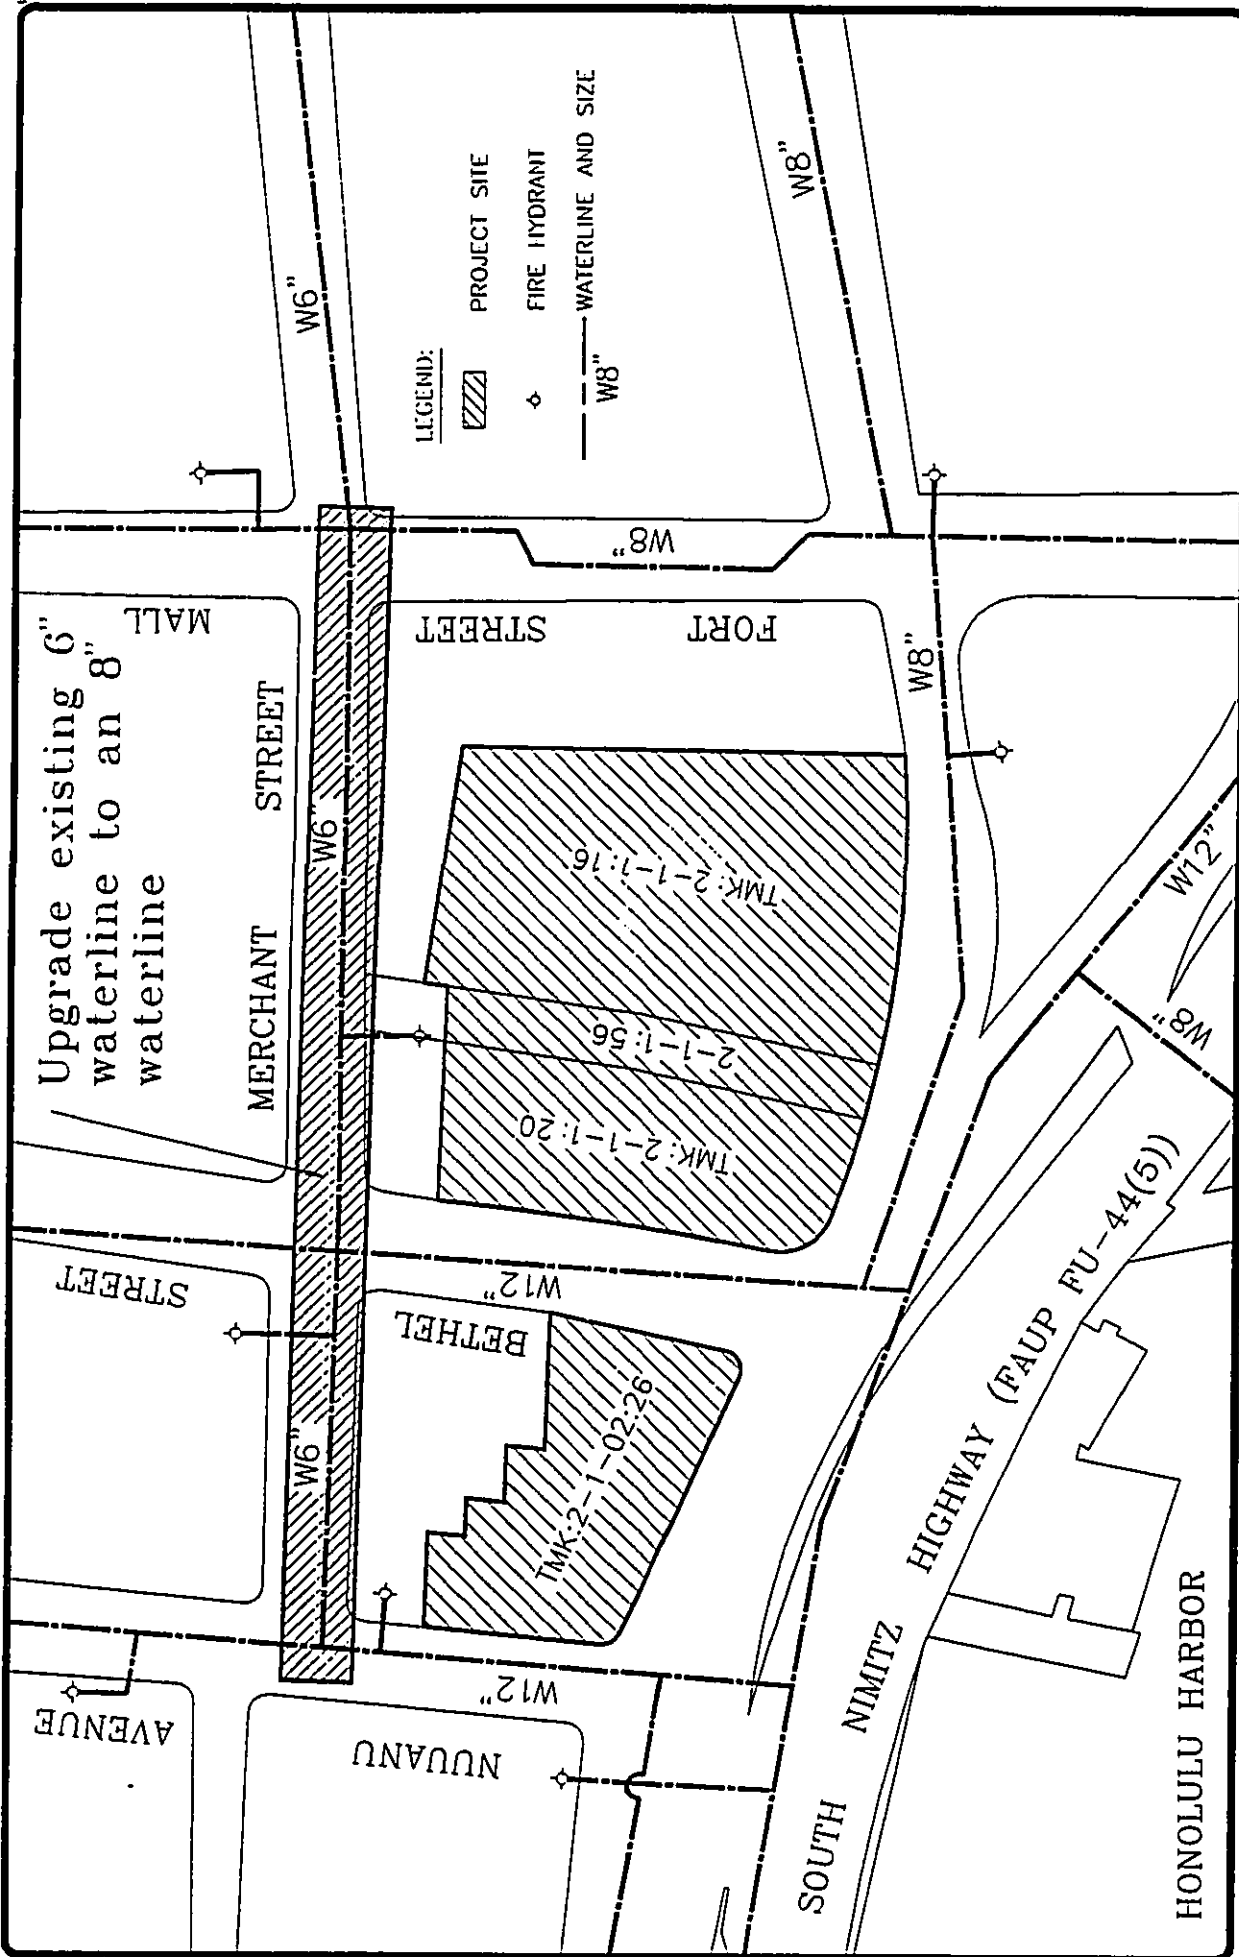 Upgrade existing 6"
waterline to an 8"
waterline
MERCHANT STREET
MALL
STREET
FORT
LEGEND:
PROJECT SITE
FIRE HYDRANT
WATERLINE AND SIZE
W8"
W6"
W6"
W6"
W8"
W8"
W8"
W12"
W8"
W12"
W12"
STREET
BETHEL
AVENUE
NUUANU
TMK:2-1-1:16
2-1-1:56
TMK:2-1-1:20
TMK:2-1-02:26
SOUTH NIMITZ HIGHWAY (FAUP FU-44(5))
HONOLULU HARBOR